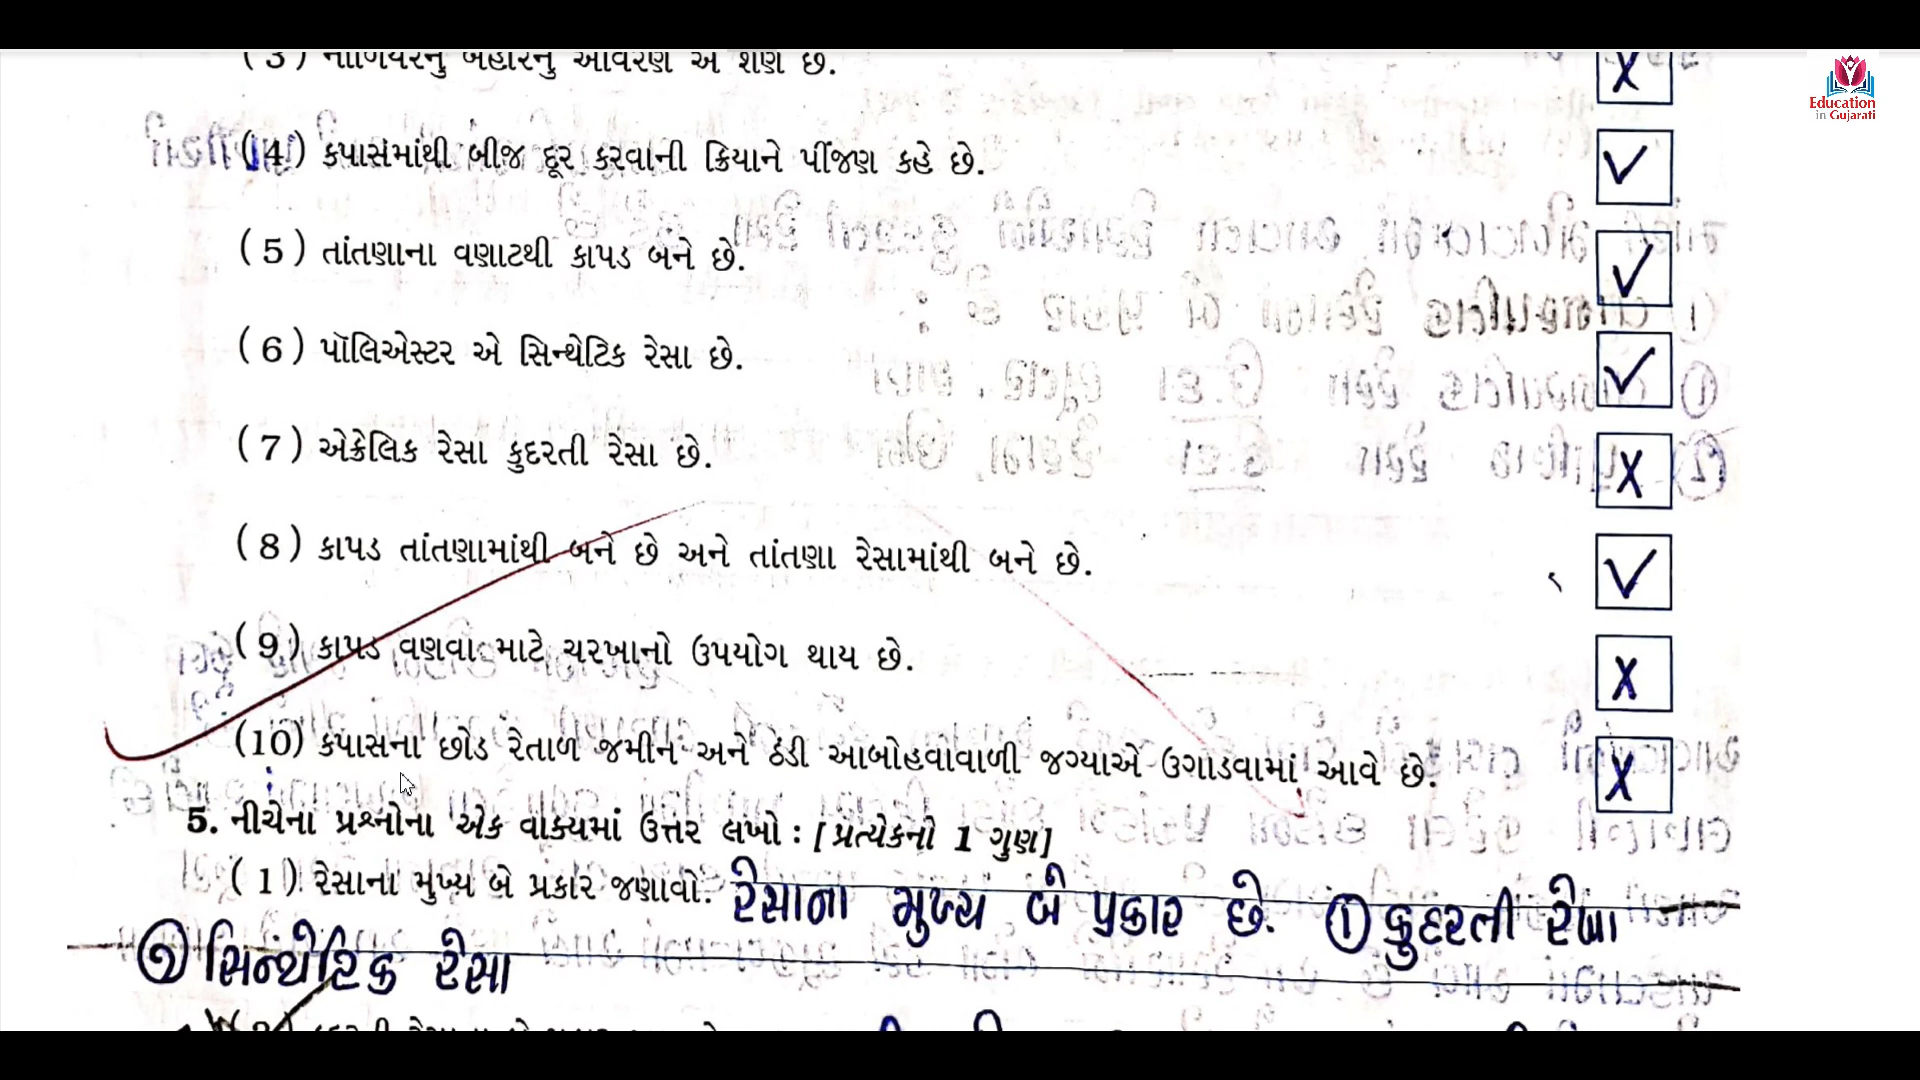 (3) નાળિયેરનું બહારનું આવરણ એ શણ છે. X
Education
in Gujarati
(4) કપાસમાંથી બીજ દૂર કરવાની ક્રિયાને પીંજણ કહે છે. ✓
(5) તાંતણાના વણાટથી કાપડ બને છે. ✓
(6) પૉલિએસ્ટર એ સિન્થેટિક રેસા છે. ✓
(7) એક્રેલિક રેસા કુદરતી રેસા છે. X
(8) કાપડ તાંતણામાંથી બને છે અને તાંતણા રેસામાંથી બને છે. ✓
(9) કાપડ વણવા માટે ચરખાનો ઉપયોગ થાય છે. X
(10) કપાસના છોડ રેતાળ જમીન અને ઠંડી આબોહવાવાળી જગ્યાએ ઉગાડવામાં આવે છે. X
5. નીચેના પ્રશ્નોના એક વાક્યમાં ઉત્તર લખો : [પ્રત્યેકનો 1 ગુણ]
(1) રેસાના મુખ્ય બે પ્રકાર જણાવો. રેસાના મુખ્ય બે પ્રકાર છે. ① કુદરતી રેષા
② સિન્થેટિક રેસા